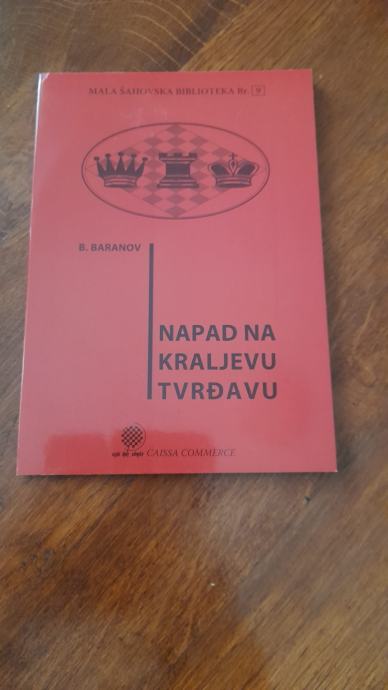 MALA ŠAHOVSKA BIBLIOTEKA Br. 9
B. BARANOV
NAPAD NA
KRALJEVU
TVRĐAVU
CAISSA COMMERCE